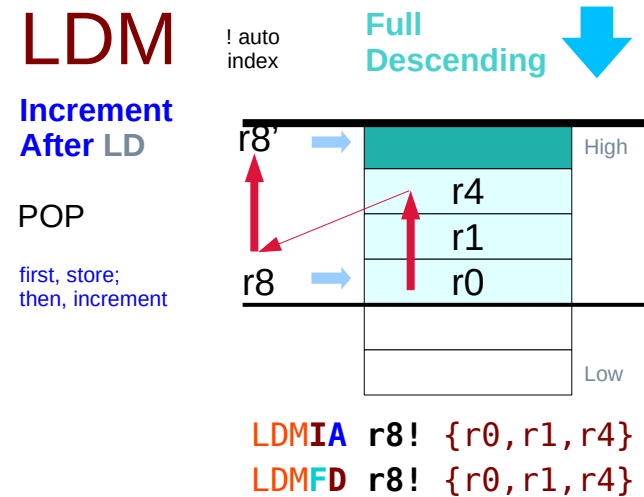 LDM
! auto
index
Full
Descending
Increment
After LD
r8’
High
r4
POP
r1
first, store;
then, increment
r8
r0
Low
LDMIA r8! {r0,r1,r4}
LDMFD r8! {r0,r1,r4}